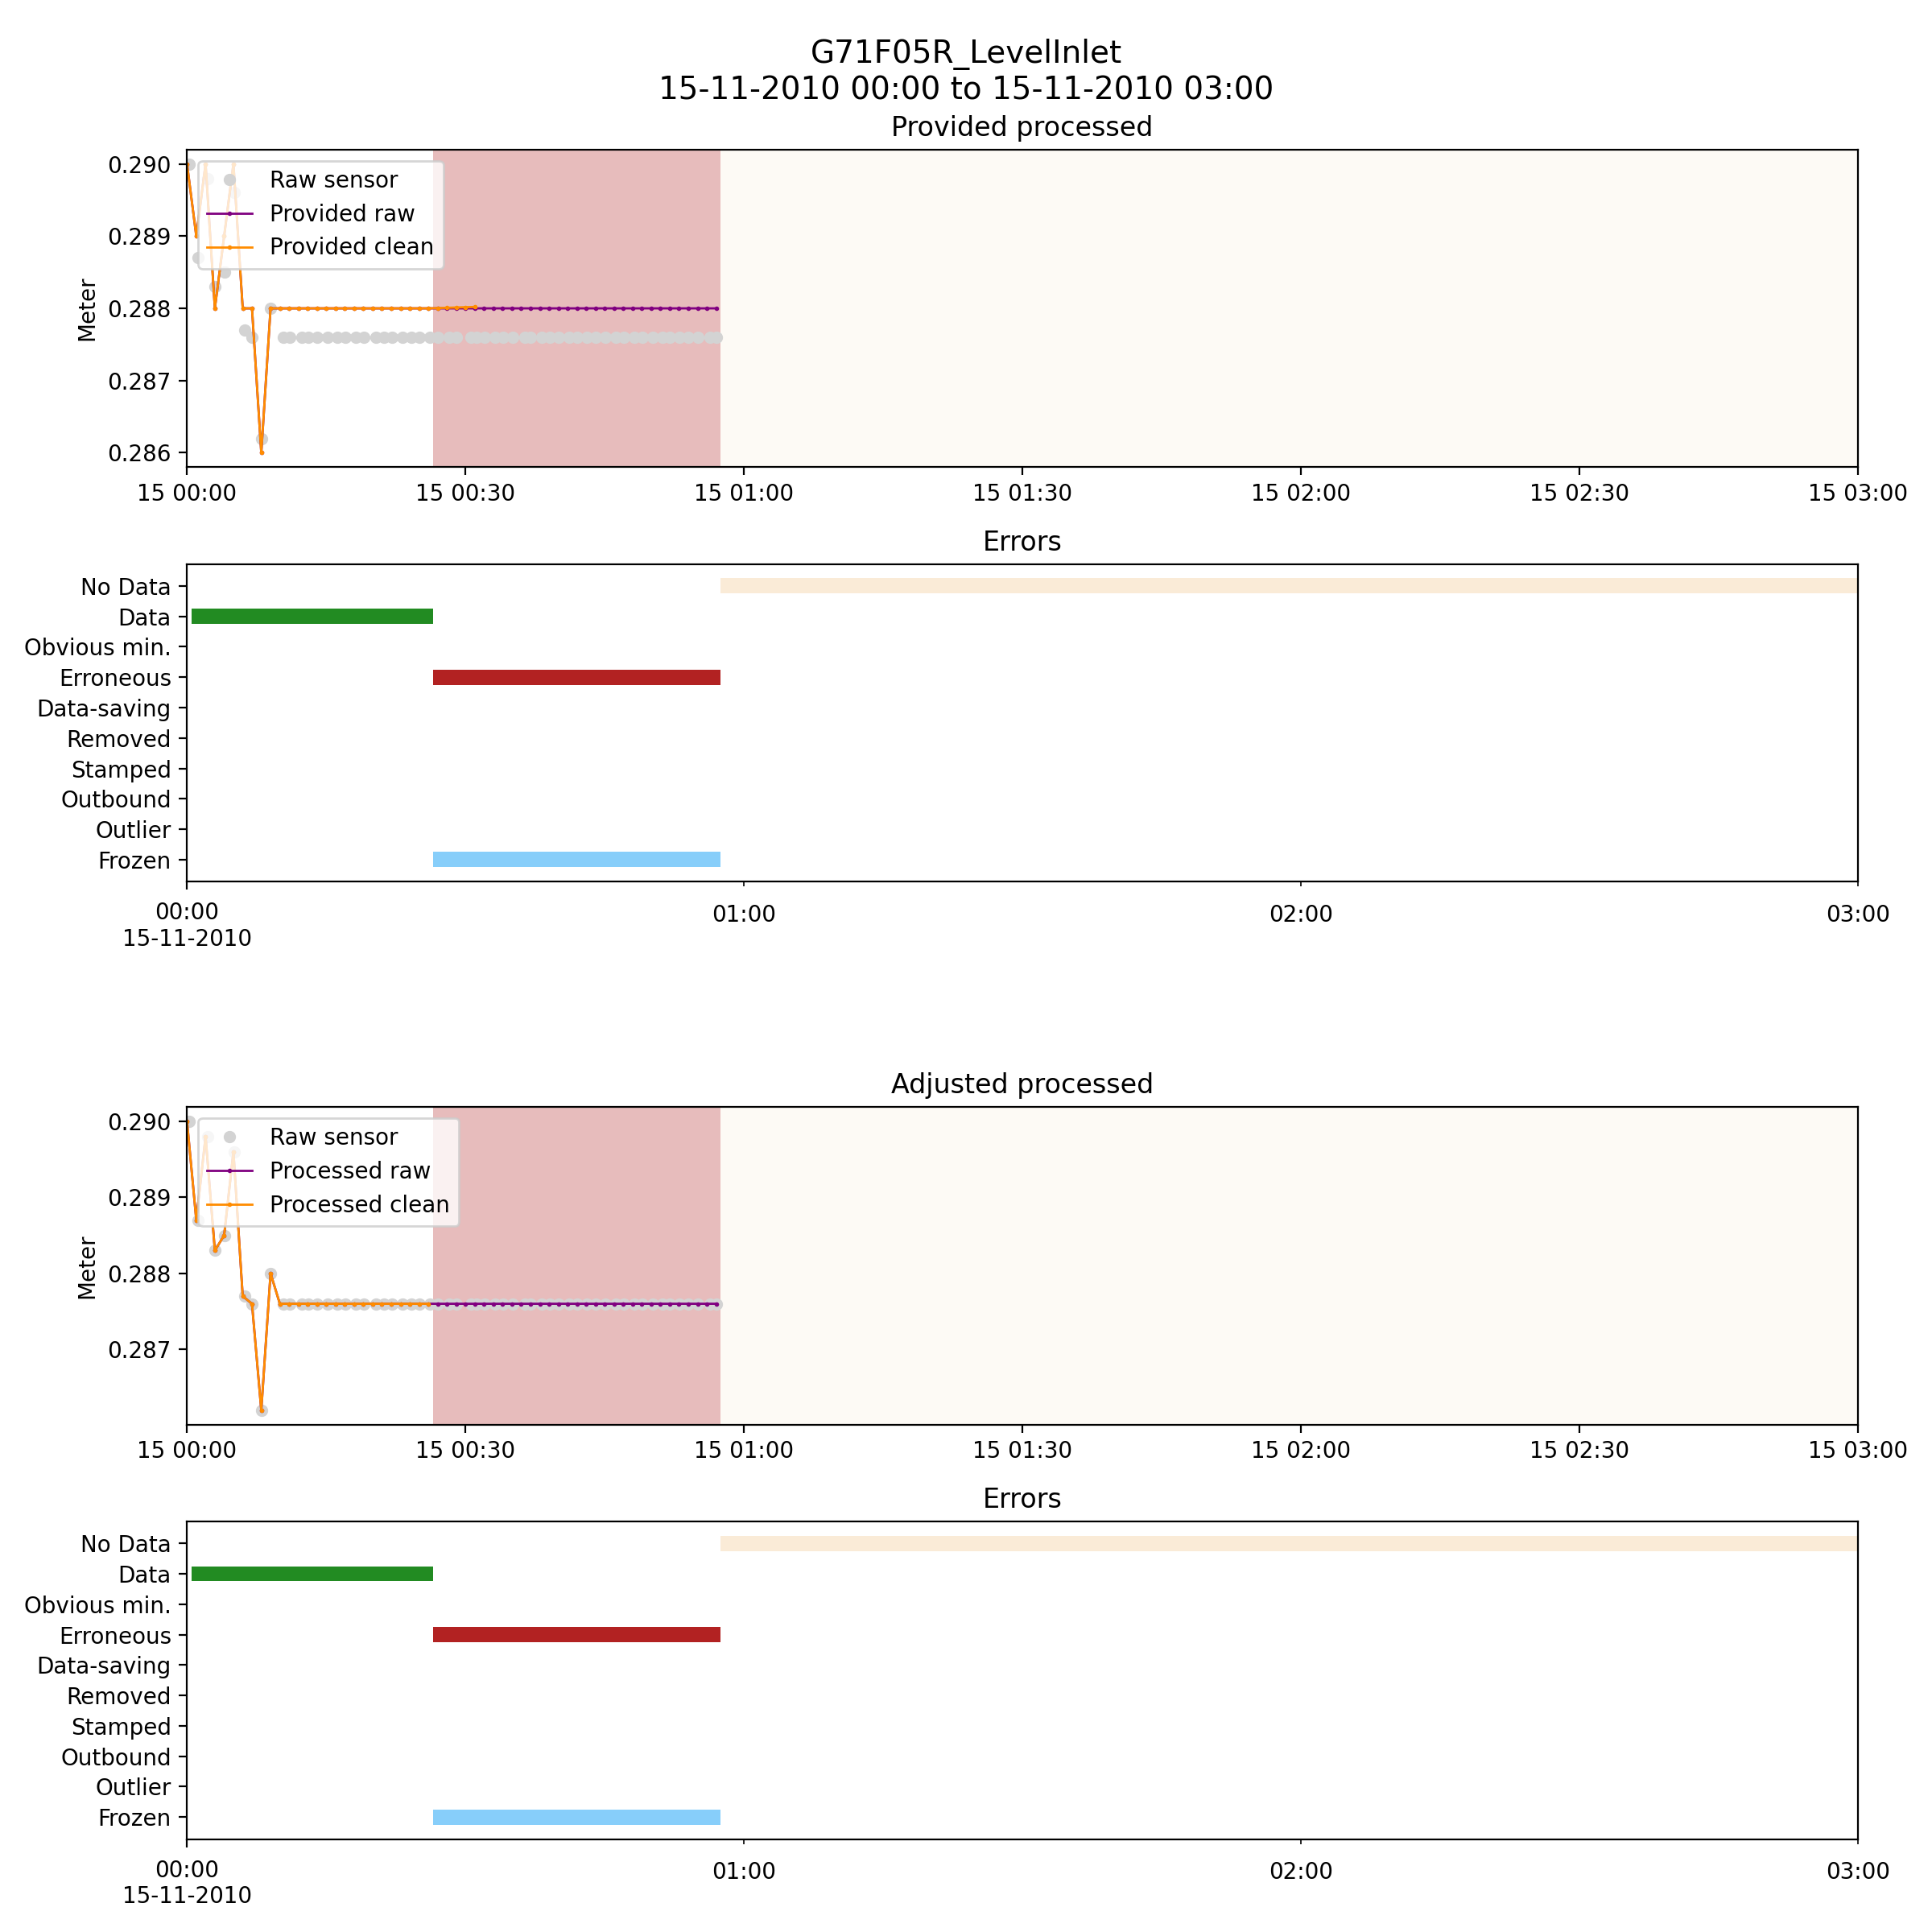 G71F05R_LevelInlet
15-11-2010 00:00 to 15-11-2010 03:00
Provided processed
Meter
0.290
0.289
0.288
0.287
0.286
Raw sensor
Provided raw
Provided clean
15 00:00 15 00:30 15 01:00 15 01:30 15 02:00 15 02:30 15 03:00
Errors
No Data
Data
Obvious min.
Erroneous
Data-saving
Removed
Stamped
Outbound
Outlier
Frozen
00:00 01:00 02:00 03:00
15-11-2010
Adjusted processed
Meter
0.290
0.289
0.288
0.287
Raw sensor
Processed raw
Processed clean
15 00:00 15 00:30 15 01:00 15 01:30 15 02:00 15 02:30 15 03:00
Errors
No Data
Data
Obvious min.
Erroneous
Data-saving
Removed
Stamped
Outbound
Outlier
Frozen
00:00 01:00 02:00 03:00
15-11-2010